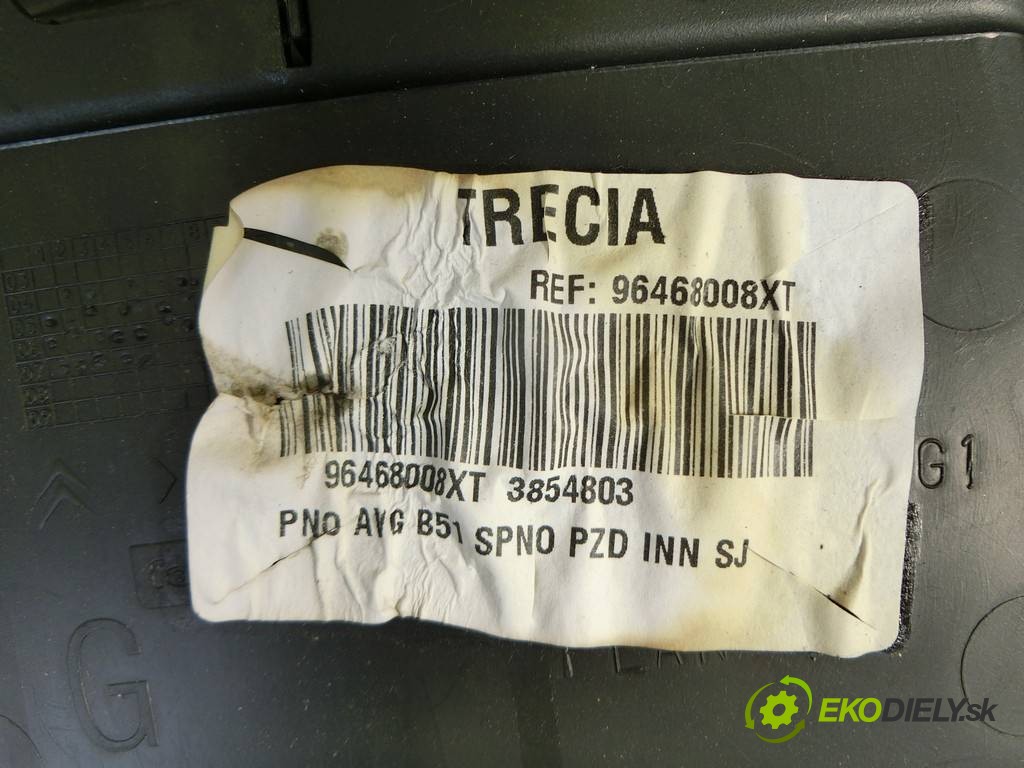 TRECIA
REF: 96468008XT
96468008XT 3854803
PNO AVG B51 SPNO PZD INN SJ
G1
G
EKODIELY.sk